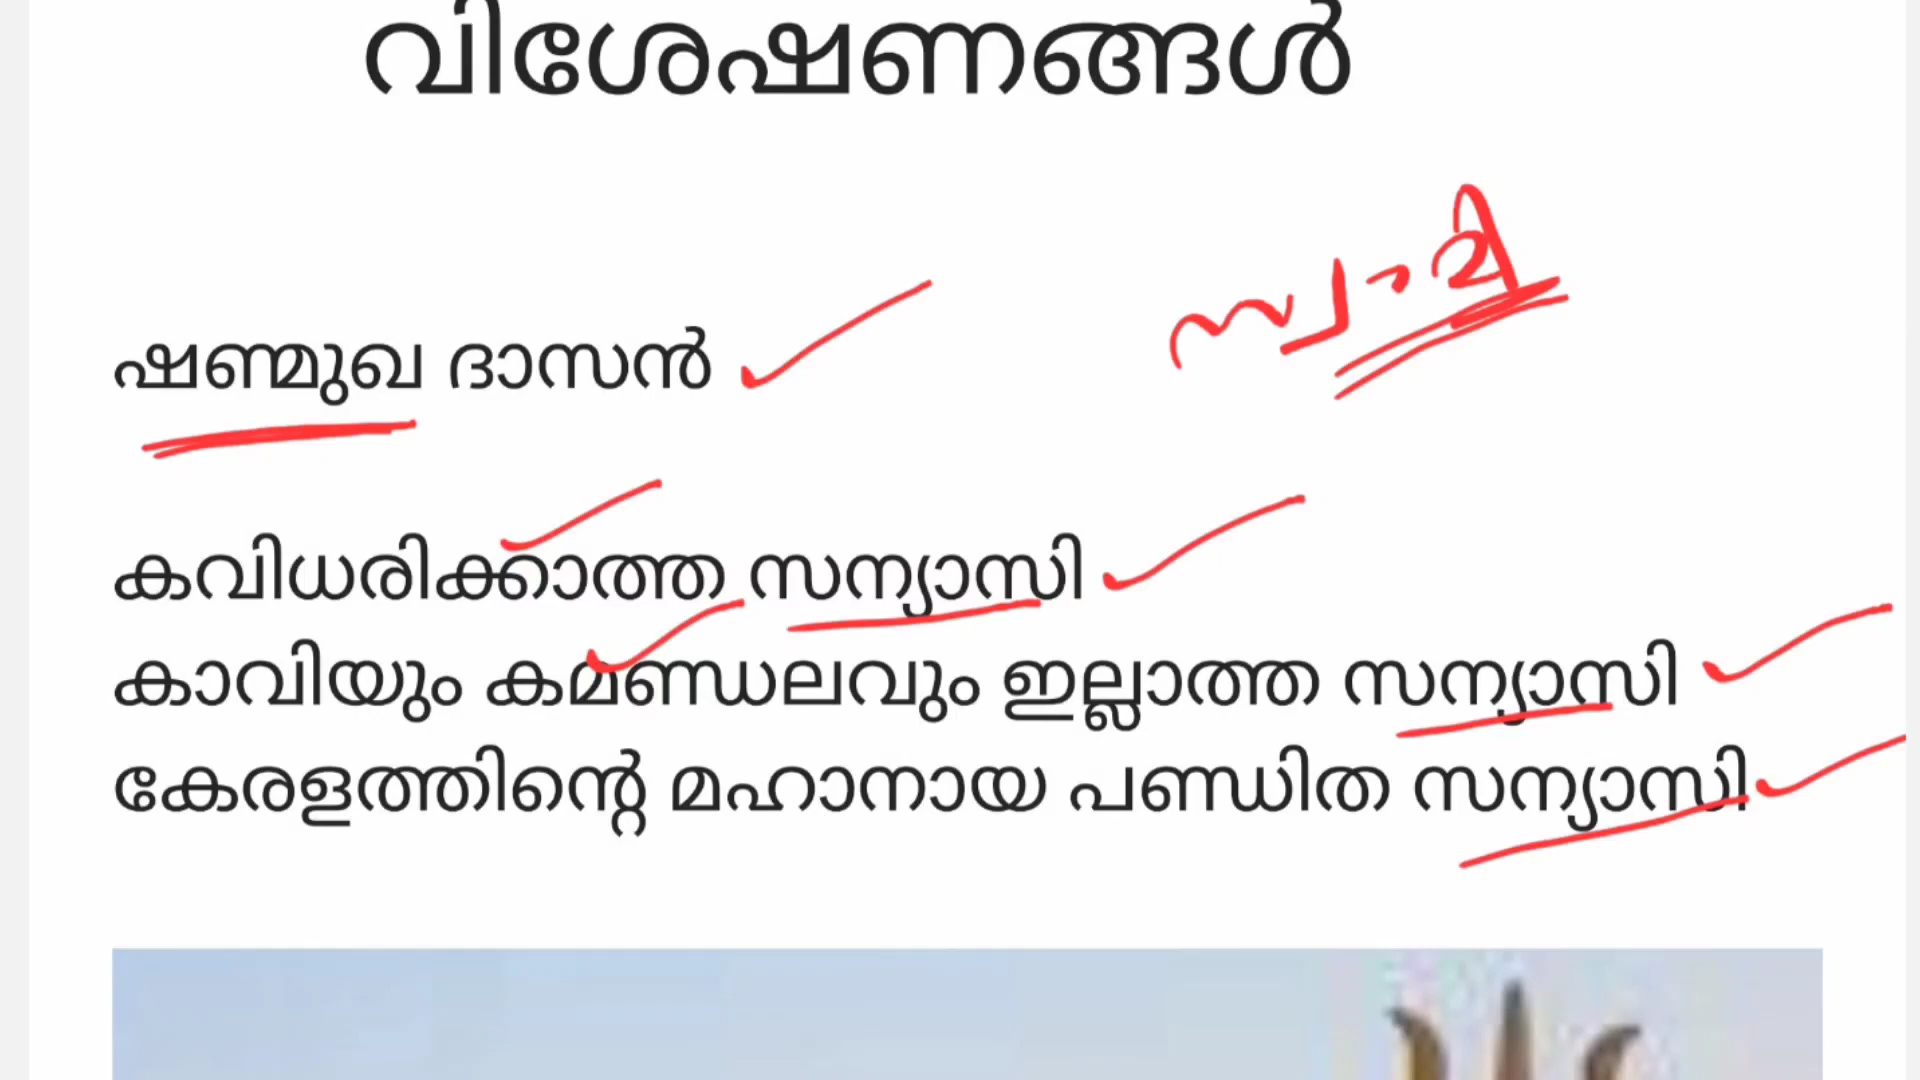 വിശേഷണങ്ങൾ
സ്വാമി
ഷണ്മുഖ ദാസൻ
കവിധരിക്കാത്ത സന്യാസി
കാവിയും കമണ്ഡലവും ഇല്ലാത്ത സന്യാസി
കേരളത്തിന്റെ മഹാനായ പണ്ഡിത സന്യാസി